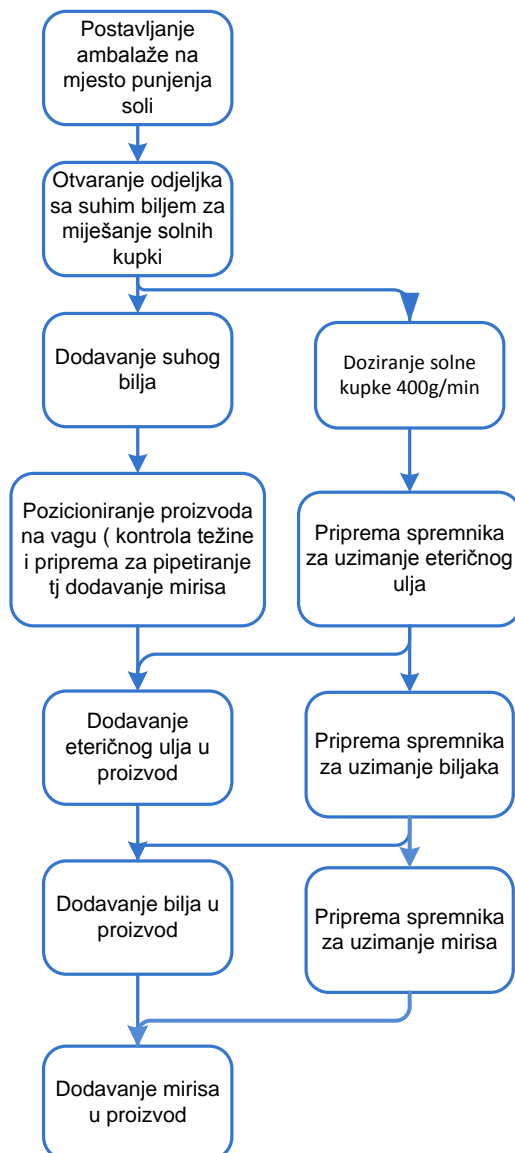 Postavljanje
ambalaže na
mjesto punjenja
soli
Otvaranje odjeljka
sa suhim biljem za
miješanje solnih
kupki
Dodavanje suhog
bilja
Doziranje solne
kupke 400g/min
Pozicioniranje proizvoda
na vagu ( kontrola težine
i priprema za pipetiranje
tj dodavanje mirisa
Priprema spremnika
za uzimanje eteričnog
ulja
Dodavanje
eteričnog ulja u
proizvod
Priprema spremnika
za uzimanje biljaka
Dodavanje bilja u
proizvod
Priprema spremnika
za uzimanje mirisa
Dodavanje mirisa
u proizvod